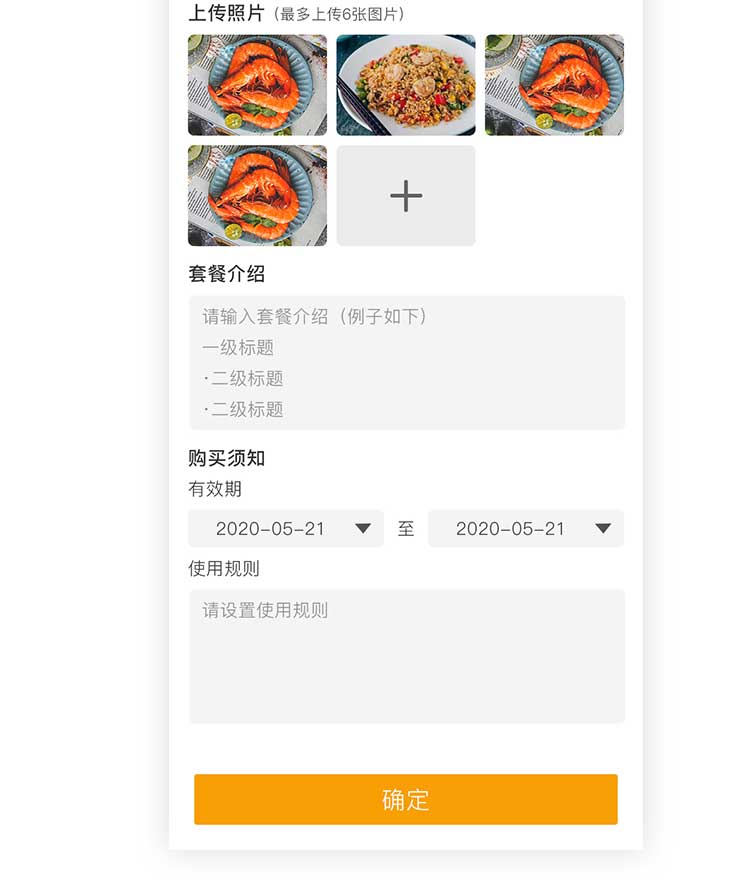 上传照片（最多上传6张图片）
套餐介绍
请输入套餐介绍（例子如下）
一级标题
·二级标题
·二级标题
购买须知
有效期
2020-05-21 至 2020-05-21
使用规则
请设置使用规则
确定